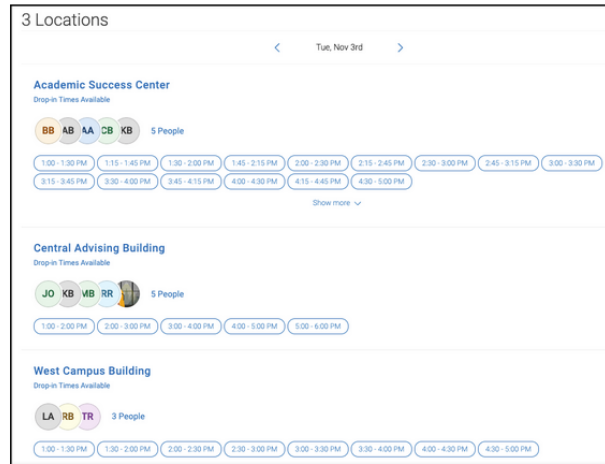 3 Locations
Tue, Nov 3rd
Academic Success Center
Drop-in Times Available
BB AB AA CB KB 5 People
1:00 - 1:30 PM 1:15 - 1:45 PM 1:30 - 2:00 PM 1:45 - 2:15 PM 2:00 - 2:30 PM 2:15 - 2:45 PM 2:30 - 3:00 PM 2:45 - 3:15 PM 3:00 - 3:30 PM
3:15 - 3:45 PM 3:30 - 4:00 PM 3:45 - 4:15 PM 4:00 - 4:30 PM 4:15 - 4:45 PM 4:30 - 5:00 PM
Show more
Central Advising Building
Drop-in Times Available
JO KB MB RR 5 People
1:00 - 2:00 PM 2:00 - 3:00 PM 3:00 - 4:00 PM 4:00 - 5:00 PM 5:00 - 6:00 PM
West Campus Building
Drop-in Times Available
LA RB TR 3 People
1:00 - 1:30 PM 1:30 - 2:00 PM 2:00 - 2:30 PM 2:30 - 3:00 PM 3:00 - 3:30 PM 3:30 - 4:00 PM 4:00 - 4:30 PM 4:30 - 5:00 PM